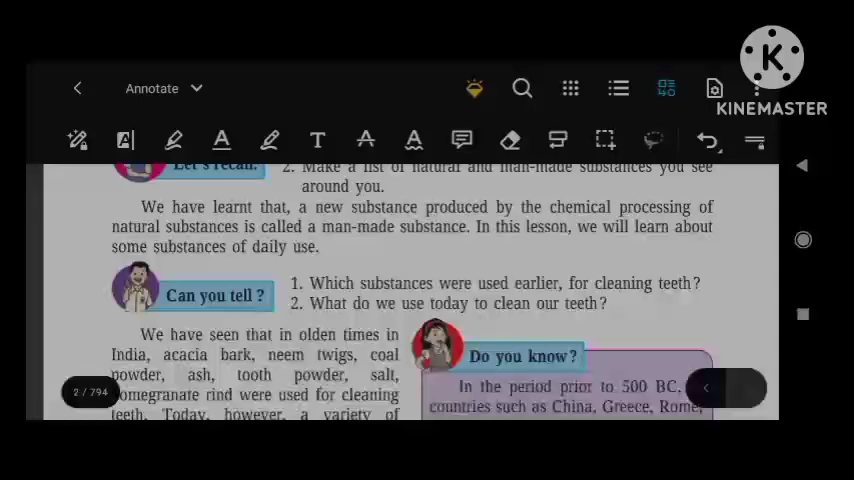 Annotate
KINEMASTER
Let's recall.
2. Make a list of natural and man-made substances you see
around you.
We have learnt that, a new substance produced by the chemical processing of
natural substances is called a man-made substance. In this lesson, we will learn about
some substances of daily use.
Can you tell ?
1. Which substances were used earlier, for cleaning teeth?
2. What do we use today to clean our teeth?
We have seen that in olden times in
India, acacia bark, neem twigs, coal
powder, ash, tooth powder, salt,
pomegranate rind were used for cleaning
teeth. Today, however, a variety of
Do you know?
In the period prior to 500 BC,
countries such as China, Greece, Rome,
2 / 794